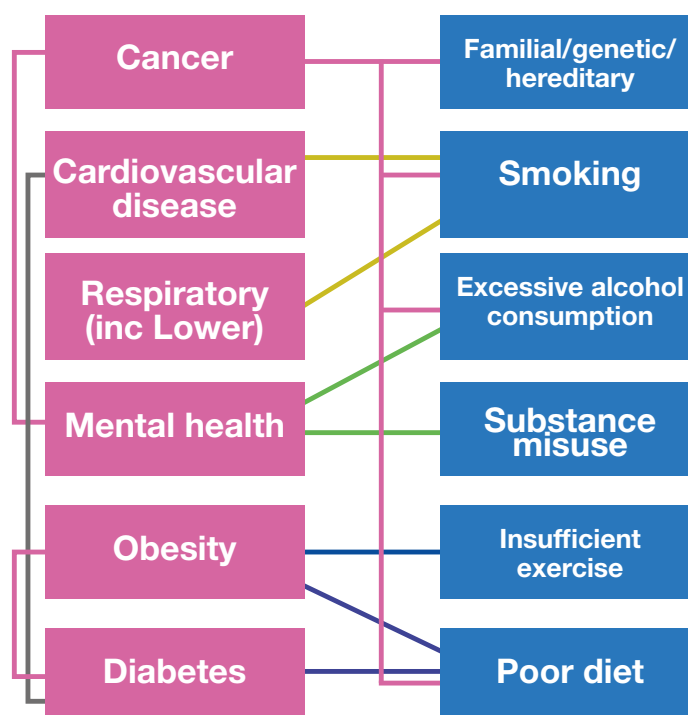 Cancer
Familial/genetic/
hereditary
Cardiovascular
disease
Smoking
Respiratory
(inc Lower)
Excessive alcohol
consumption
Mental health
Substance
misuse
Obesity
Insufficient
exercise
Diabetes
Poor diet